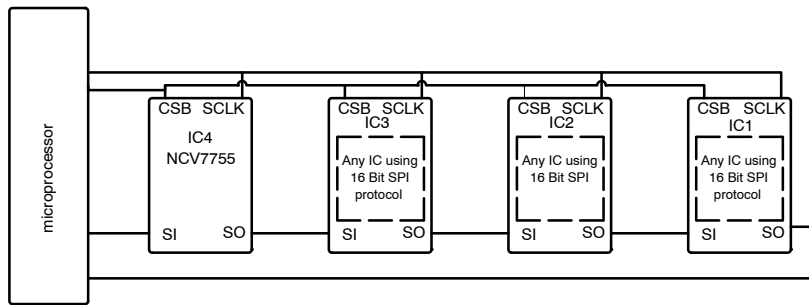 microprocessor
CSB SCLK
IC4
NCV7755
SI SO
CSB SCLK
IC3
Any IC using
16 Bit SPI
protocol
SI SO
CSB SCLK
IC2
Any IC using
16 Bit SPI
SI SO
CSB SCLK
IC1
Any IC using
16 Bit SPI
protocol
SI SO